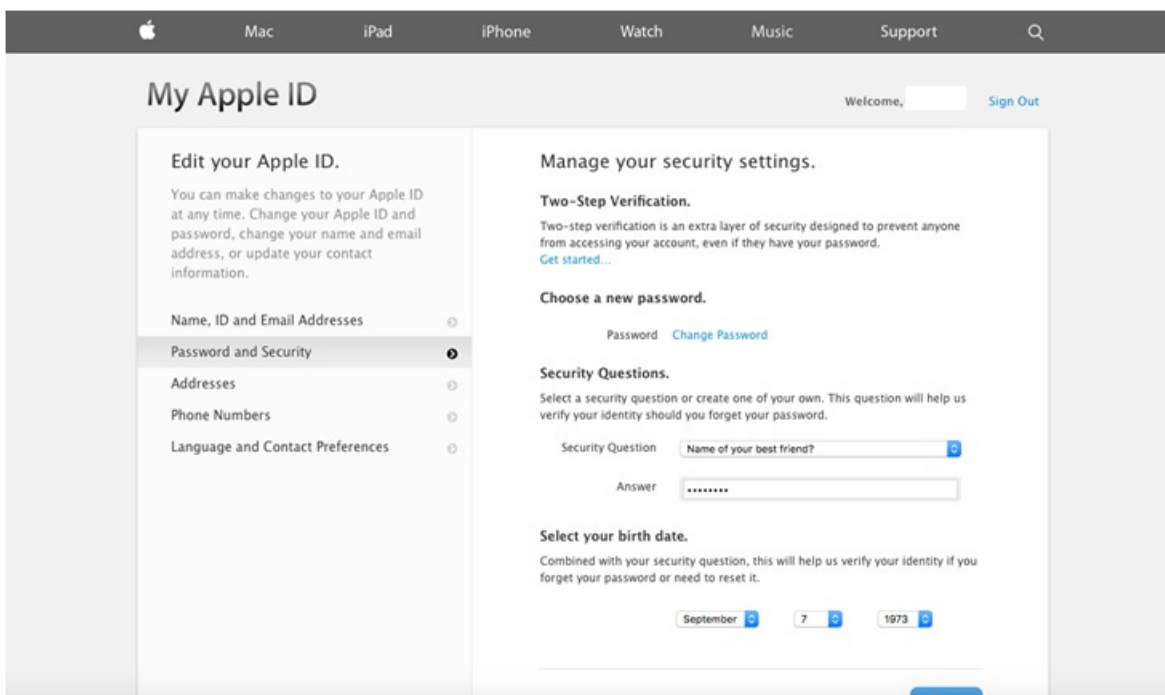 Mac iPad iPhone Watch Music Support
My Apple ID
Welcome, Sign Out
Edit your Apple ID.
You can make changes to your Apple ID
at any time. Change your Apple ID and
password, change your name and email
address, or update your contact
information.
Name, ID and Email Addresses
Password and Security
Addresses
Phone Numbers
Language and Contact Preferences
Manage your security settings.
Two-Step Verification.
Two-step verification is an extra layer of security designed to prevent anyone
from accessing your account, even if they have your password.
Get started...
Choose a new password.
Password Change Password
Security Questions.
Select a security question or create one of your own. This question will help us
verify your identity should you forget your password.
Security Question Name of your best friend?
Answer ••••••••
Select your birth date.
Combined with your security question, this will help us verify your identity if you
forget your password or need to reset it.
September 7 1973